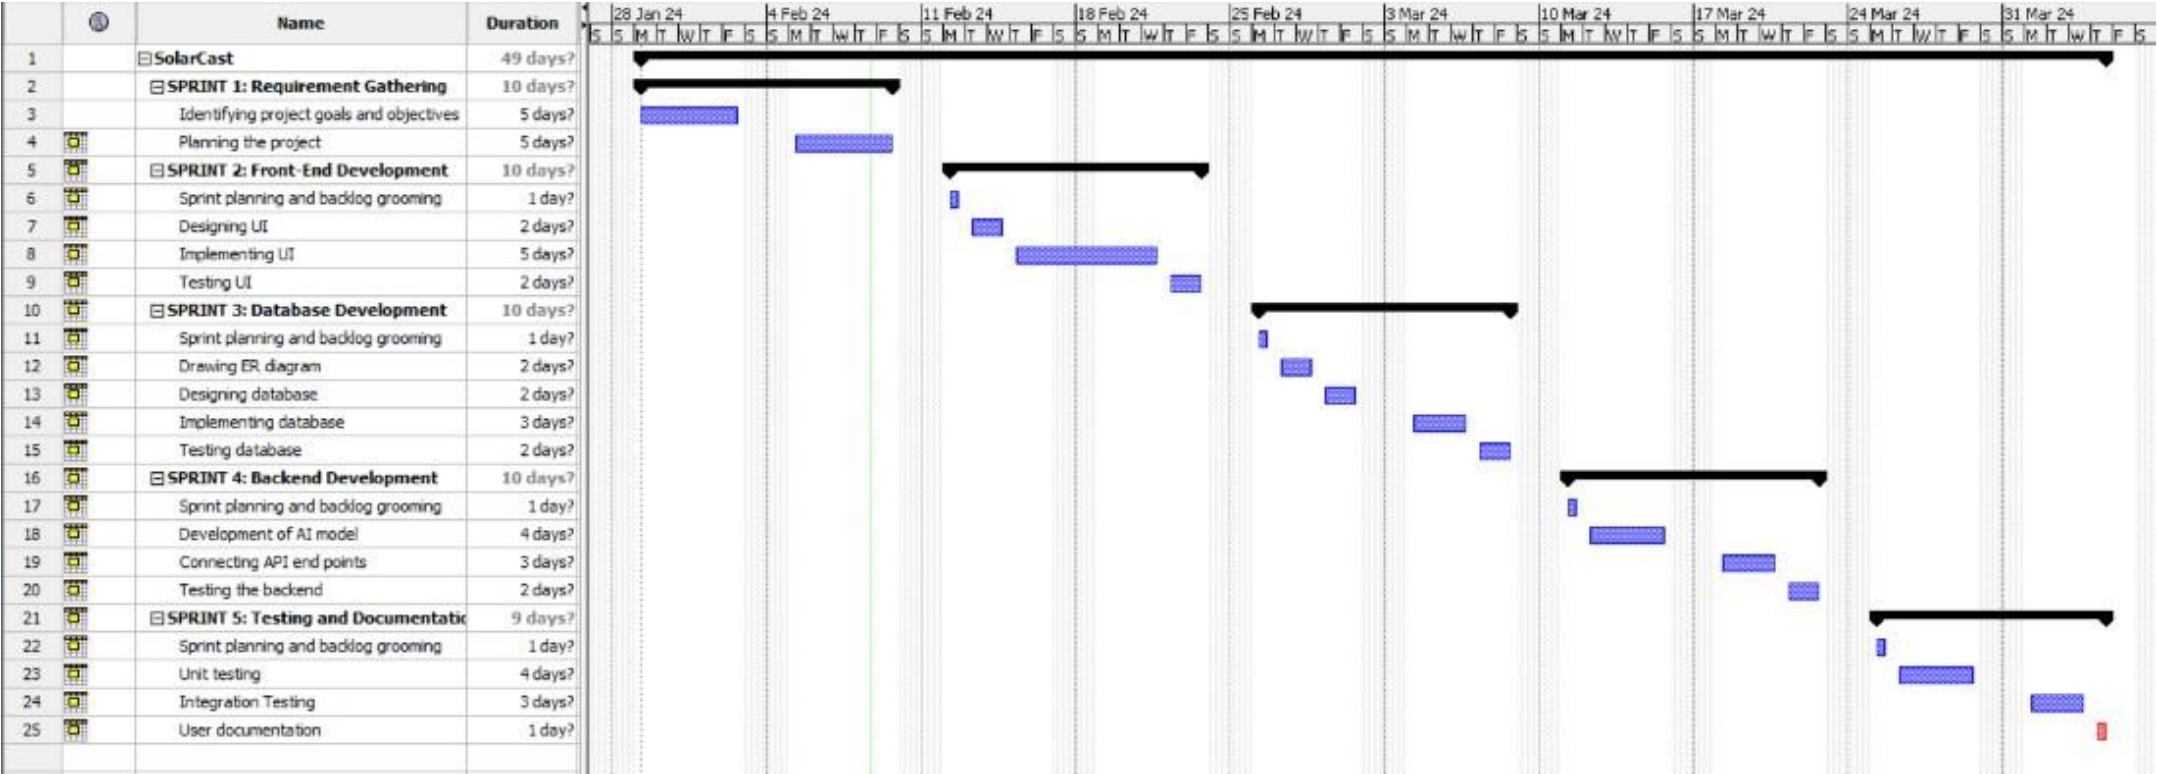 Name Duration 28 Jan 24 4 Feb 24 11 Feb 24 18 Feb 24 25 Feb 24 3 Mar 24 10 Mar 24 17 Mar 24 24 Mar 24 31 Mar 24
S S M T W T F S S M T W T F S S M T W T F S S M T W T F S S M T W T F S S M T W T F S S M T W T F S S M T W T F S S M T W T F S S M T W T F S
1 SolarCast 49 days?
2 SPRINT 1: Requirement Gathering 10 days?
3 Identifying project goals and objectives 5 days?
4 Planning the project 5 days?
5 SPRINT 2: Front-End Development 10 days?
6 Sprint planning and backlog grooming 1 day?
7 Designing UI 2 days?
8 Implementing UI 5 days?
9 Testing UI 2 days?
10 SPRINT 3: Database Development 10 days?
11 Sprint planning and backlog grooming 1 day?
12 Drawing ER diagram 2 days?
13 Designing database 2 days?
14 Implementing database 3 days?
15 Testing database 2 days?
16 SPRINT 4: Backend Development 10 days?
17 Sprint planning and backlog grooming 1 day?
18 Development of AI model 4 days?
19 Connecting API end points 3 days?
20 Testing the backend 2 days?
21 SPRINT 5: Testing and Documentatic 9 days?
22 Sprint planning and backlog grooming 1 day?
23 Unit testing 4 days?
24 Integration Testing 3 days?
25 User documentation 1 day?